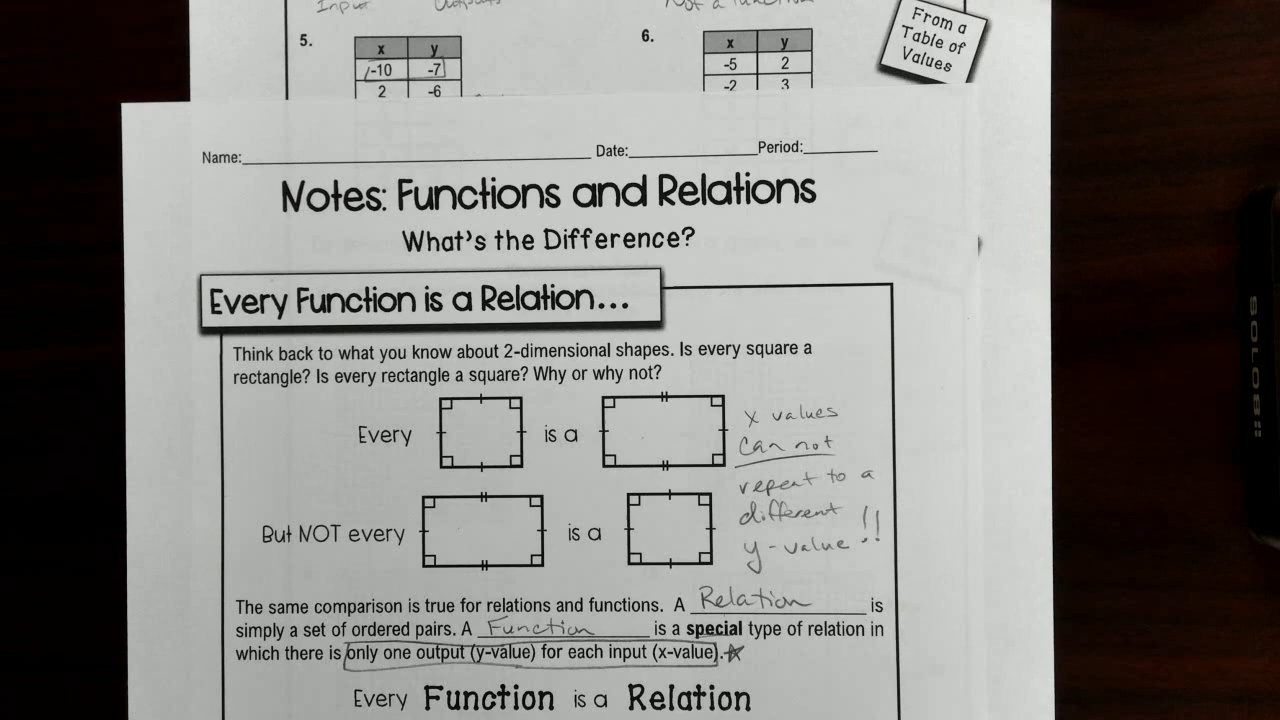 Input Outputs
Not a function
From a
Table of
Values
5.
x y
-10 -7
2 -6
6.
x y
-5 2
-2 3
Name: Date: Period:
Notes: Functions and Relations
What's the Difference?
Every Function is a Relation...
Think back to what you know about 2-dimensional shapes. Is every square a
rectangle? Is every rectangle a square? Why or why not?
Every is a
x values
can not
repeat to a
different
y-value!!
But NOT every is a
The same comparison is true for relations and functions. A Relation is
simply a set of ordered pairs. A Function is a special type of relation in
which there is only one output (y-value) for each input (x-value).
Every Function is a Relation